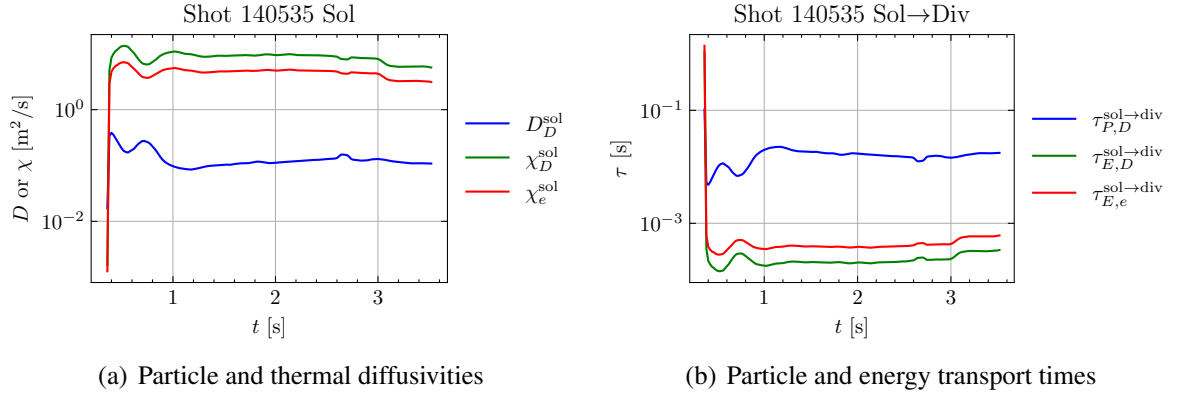 Shot 140535 Sol
D or χ [m²/s]
10⁰
10⁻²
1 2 3
t [s]
D_D^sol
χ_D^sol
χ_e^sol
(a) Particle and thermal diffusivities
Shot 140535 Sol→Div
τ [s]
10⁻¹
10⁻³
1 2 3
t [s]
τ_{P,D}^{sol→div}
τ_{E,D}^{sol→div}
τ_{E,e}^{sol→div}
(b) Particle and energy transport times